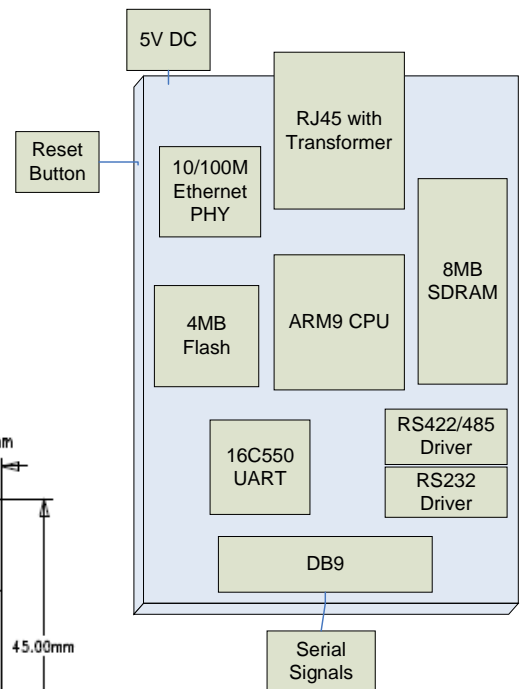 5V DC
RJ45 with
Transformer
Reset
Button
10/100M
Ethernet
PHY
8MB
SDRAM
4MB
Flash
ARM9 CPU
RS422/485
Driver
16C550
UART
RS232
Driver
DB9
45.00mm
Serial
Signals